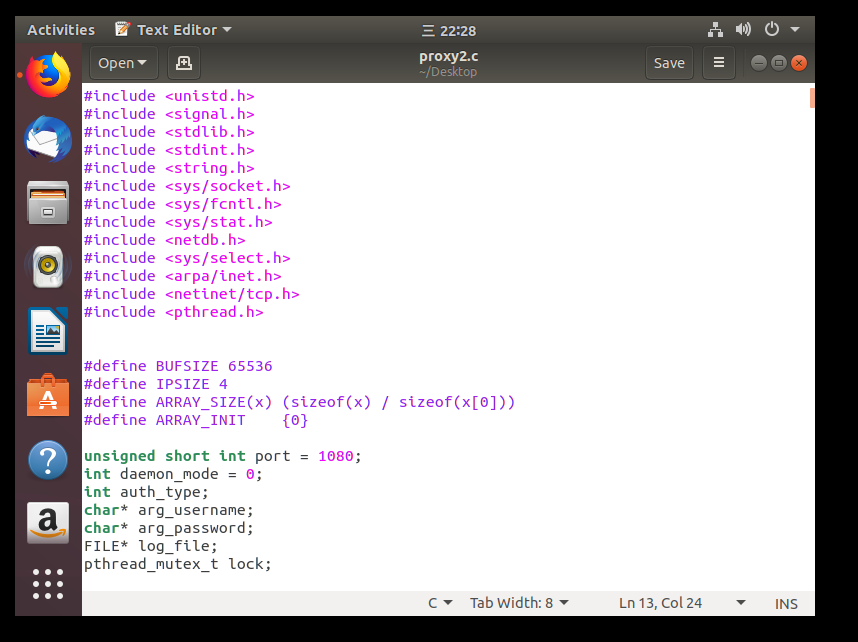 Activities Text Editor 22:28
Open proxy2.c Save
~/Desktop
#include <unistd.h>
#include <signal.h>
#include <stdlib.h>
#include <stdint.h>
#include <string.h>
#include <sys/socket.h>
#include <sys/fcntl.h>
#include <sys/stat.h>
#include <netdb.h>
#include <sys/select.h>
#include <arpa/inet.h>
#include <netinet/tcp.h>
#include <pthread.h>
#define BUFSIZE 65536
#define IPSIZE 4
#define ARRAY_SIZE(x) (sizeof(x) / sizeof(x[0]))
#define ARRAY_INIT    {0}
unsigned short int port = 1080;
int daemon_mode = 0;
int auth_type;
char* arg_username;
char* arg_password;
FILE* log_file;
pthread_mutex_t lock;
C Tab Width: 8 Ln 13, Col 24 INS